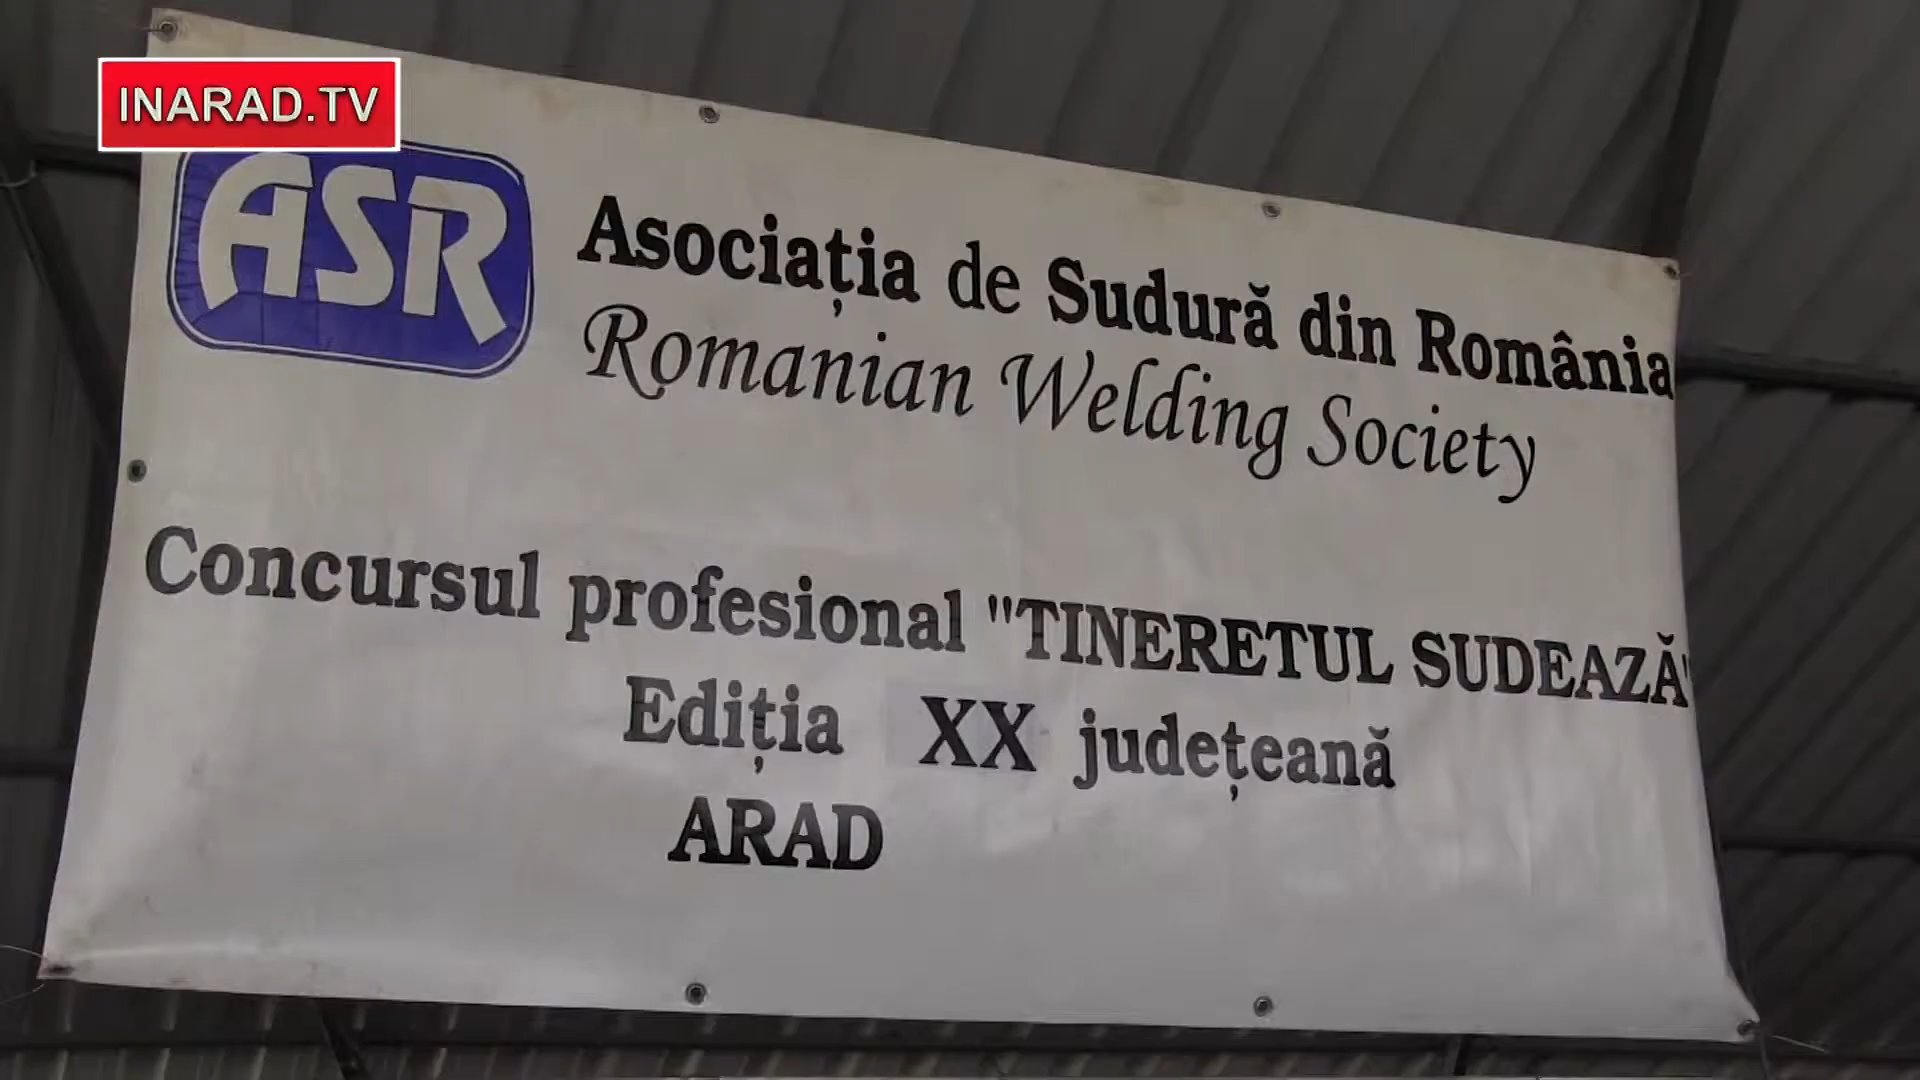 INARAD.TV
ASR
Asociația de Sudură din România
Romanian Welding Society
Concursul profesional "TINERETUL SUDEAZĂ"
Ediția XX județeană
ARAD